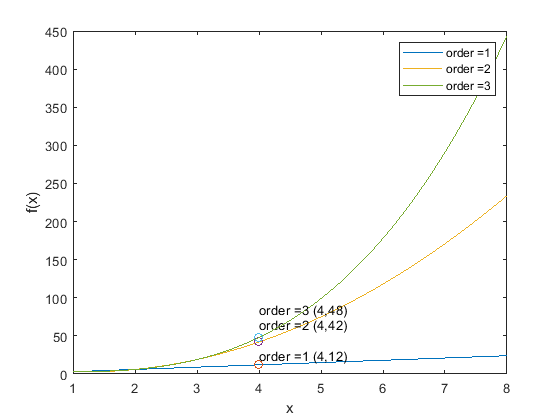 450
400
350
300
250
200
150
100
50
0
f(x)
order =1
order =2
order =3
order =3 (4,48)
order =2 (4,42)
order =1 (4,12)
1 2 3 4 5 6 7 8
x